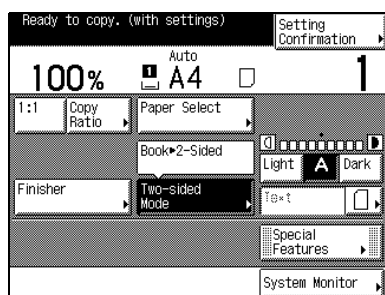 Ready to copy. (with settings)
Setting
Confirmation
Auto
100% 1 A4 1
1:1 Copy
Ratio
Paper Select
Book▶2-Sided
Light A Dark
Finisher
Two-sided
Mode
Text
Special
Features
System Monitor